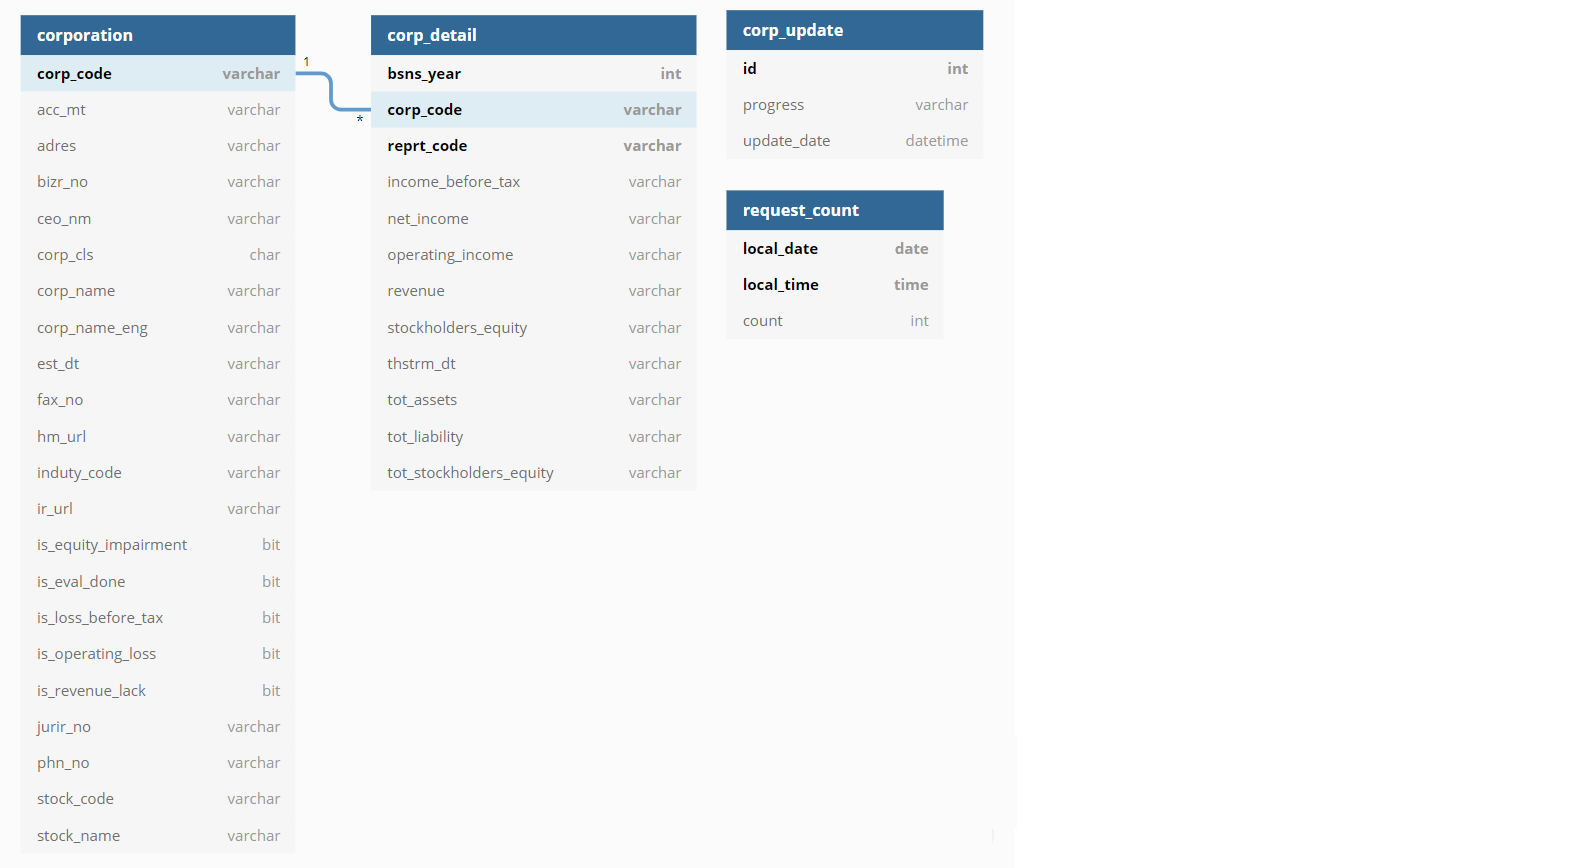 corporation
corp_code varchar
acc_mt varchar
adres varchar
bizr_no varchar
ceo_nm varchar
corp_cls char
corp_name varchar
corp_name_eng varchar
est_dt varchar
fax_no varchar
hm_url varchar
induty_code varchar
ir_url varchar
is_equity_impairment bit
is_eval_done bit
is_loss_before_tax bit
is_operating_loss bit
is_revenue_lack bit
jurir_no varchar
phn_no varchar
stock_code varchar
stock_name varchar
1
*
corp_detail
bsns_year int
corp_code varchar
reprt_code varchar
income_before_tax varchar
net_income varchar
operating_income varchar
revenue varchar
stockholders_equity varchar
thstrm_dt varchar
tot_assets varchar
tot_liability varchar
tot_stockholders_equity varchar
corp_update
id int
progress varchar
update_date datetime
request_count
local_date date
local_time time
count int